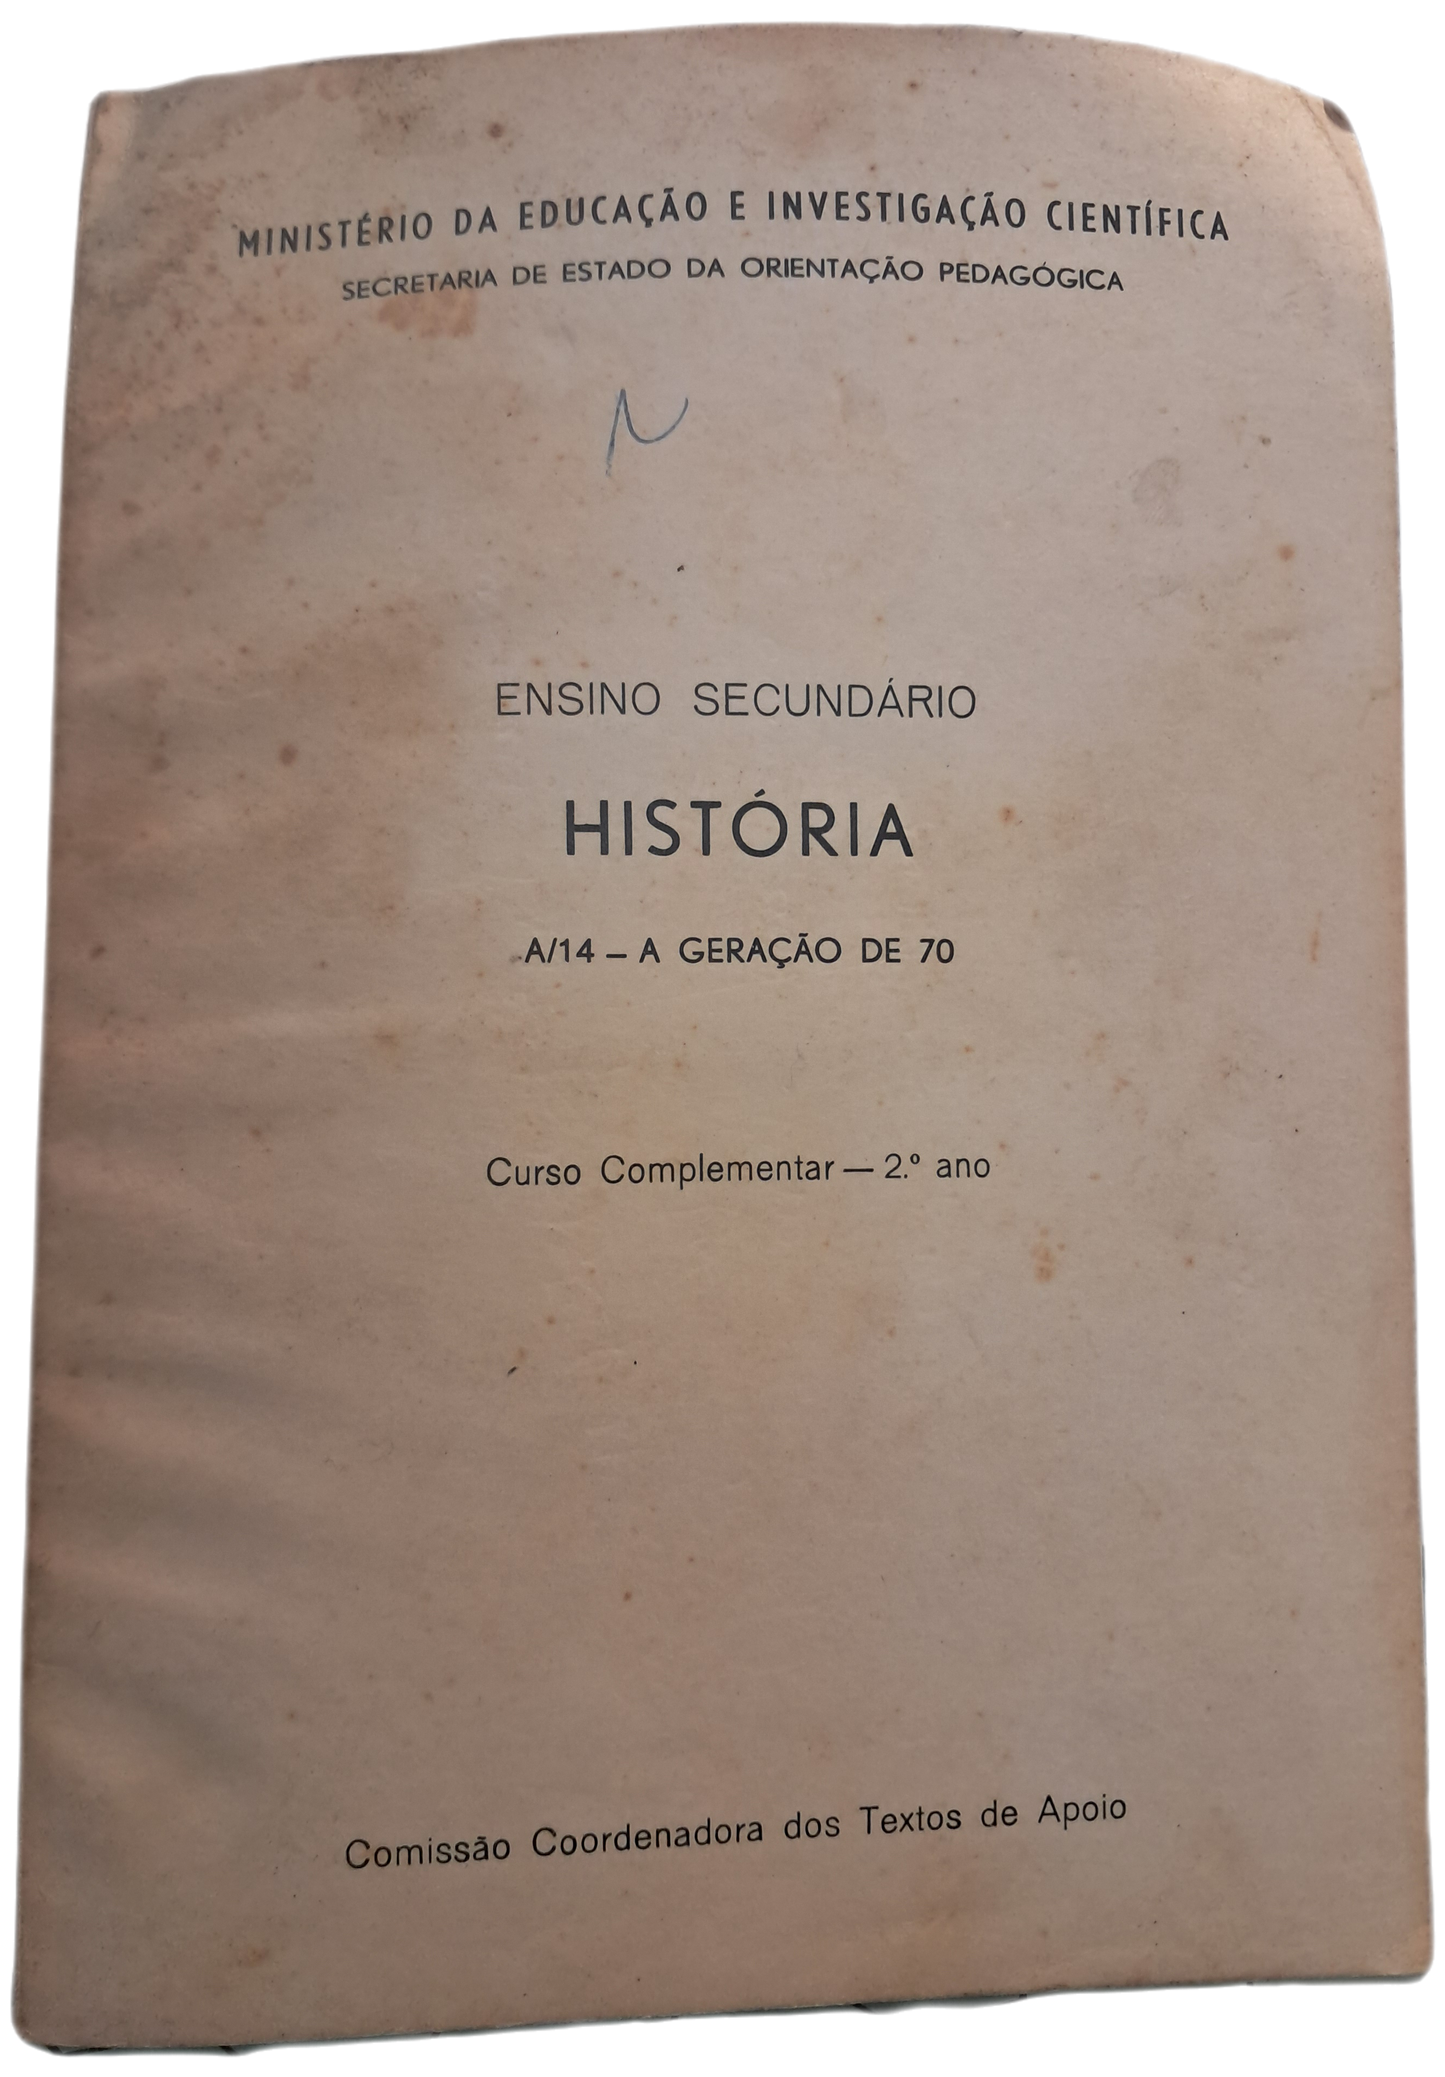 MINISTÉRIO DA EDUCAÇÃO E INVESTIGAÇÃO CIENTÍFICA
SECRETARIA DE ESTADO DA ORIENTAÇÃO PEDAGÓGICA
ENSINO SECUNDÁRIO
HISTÓRIA
A/14 — A GERAÇÃO DE 70
Curso Complementar — 2.º ano
Comissão Coordenadora dos Textos de Apoio